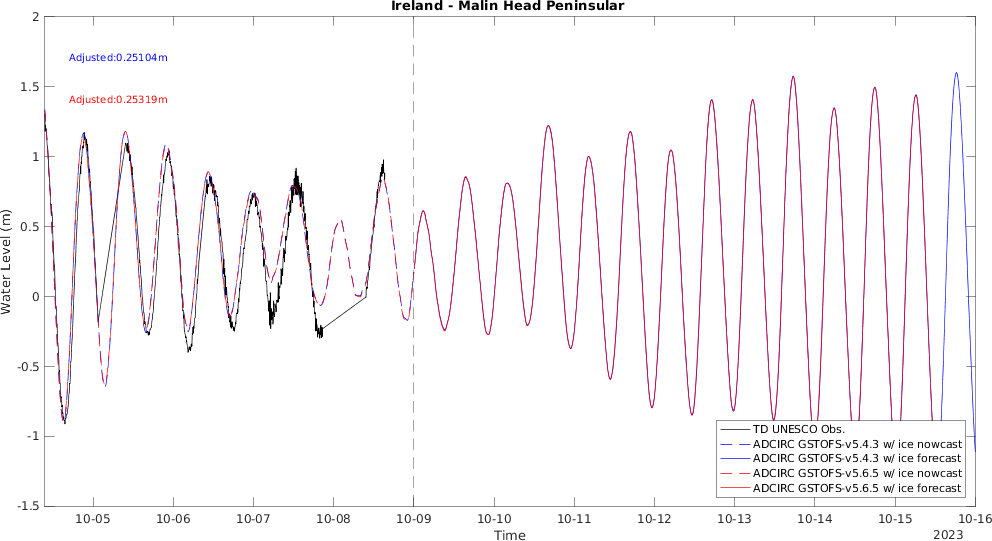 Ireland - Malin Head Peninsular
Adjusted:0.25104m
Adjusted:0.25319m
Water Level (m)
2
1.5
1
0.5
0
-0.5
-1
-1.5
TD UNESCO Obs.
ADCIRC GSTOFS-v5.4.3 w/ ice nowcast
ADCIRC GSTOFS-v5.4.3 w/ ice forecast
ADCIRC GSTOFS-v5.6.5 w/ ice nowcast
ADCIRC GSTOFS-v5.6.5 w/ ice forecast
10-05 10-06 10-07 10-08 10-09 10-10 10-11 10-12 10-13 10-14 10-15 10-16
Time
2023